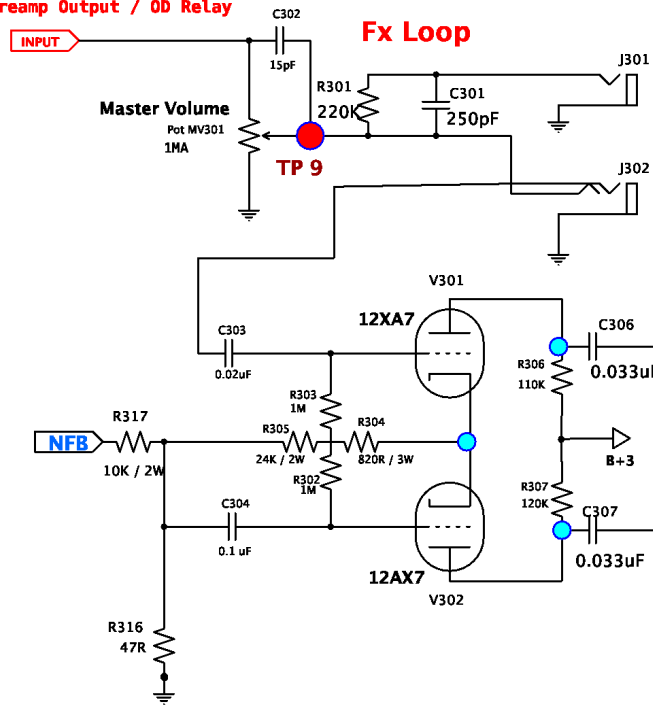 reamp Output / OD Relay
INPUT
C302
15pF
Fx Loop
J301
R301
220K
C301
250pF
Master Volume
Pot MV301
1MA
TP 9
J302
V301
12XA7
C303
0.02uF
C306
0.033uF
R306
110K
R303
1M
R317
NFB
10K / 2W
R305
24K / 2W
R304
820R / 3W
B+3
R302
1M
R307
120K
C304
0.1 uF
C307
0.033uF
12AX7
V302
R316
47R